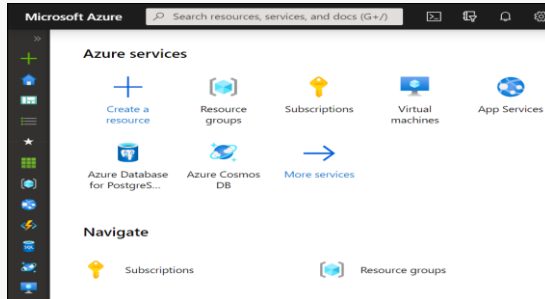 Microsoft Azure
Search resources, services, and docs (G+/)
Azure services
Create a resource
Resource groups
Subscriptions
Virtual machines
App Services
Azure Database for PostgreS...
Azure Cosmos DB
More services
Navigate
Subscriptions
Resource groups
SQL